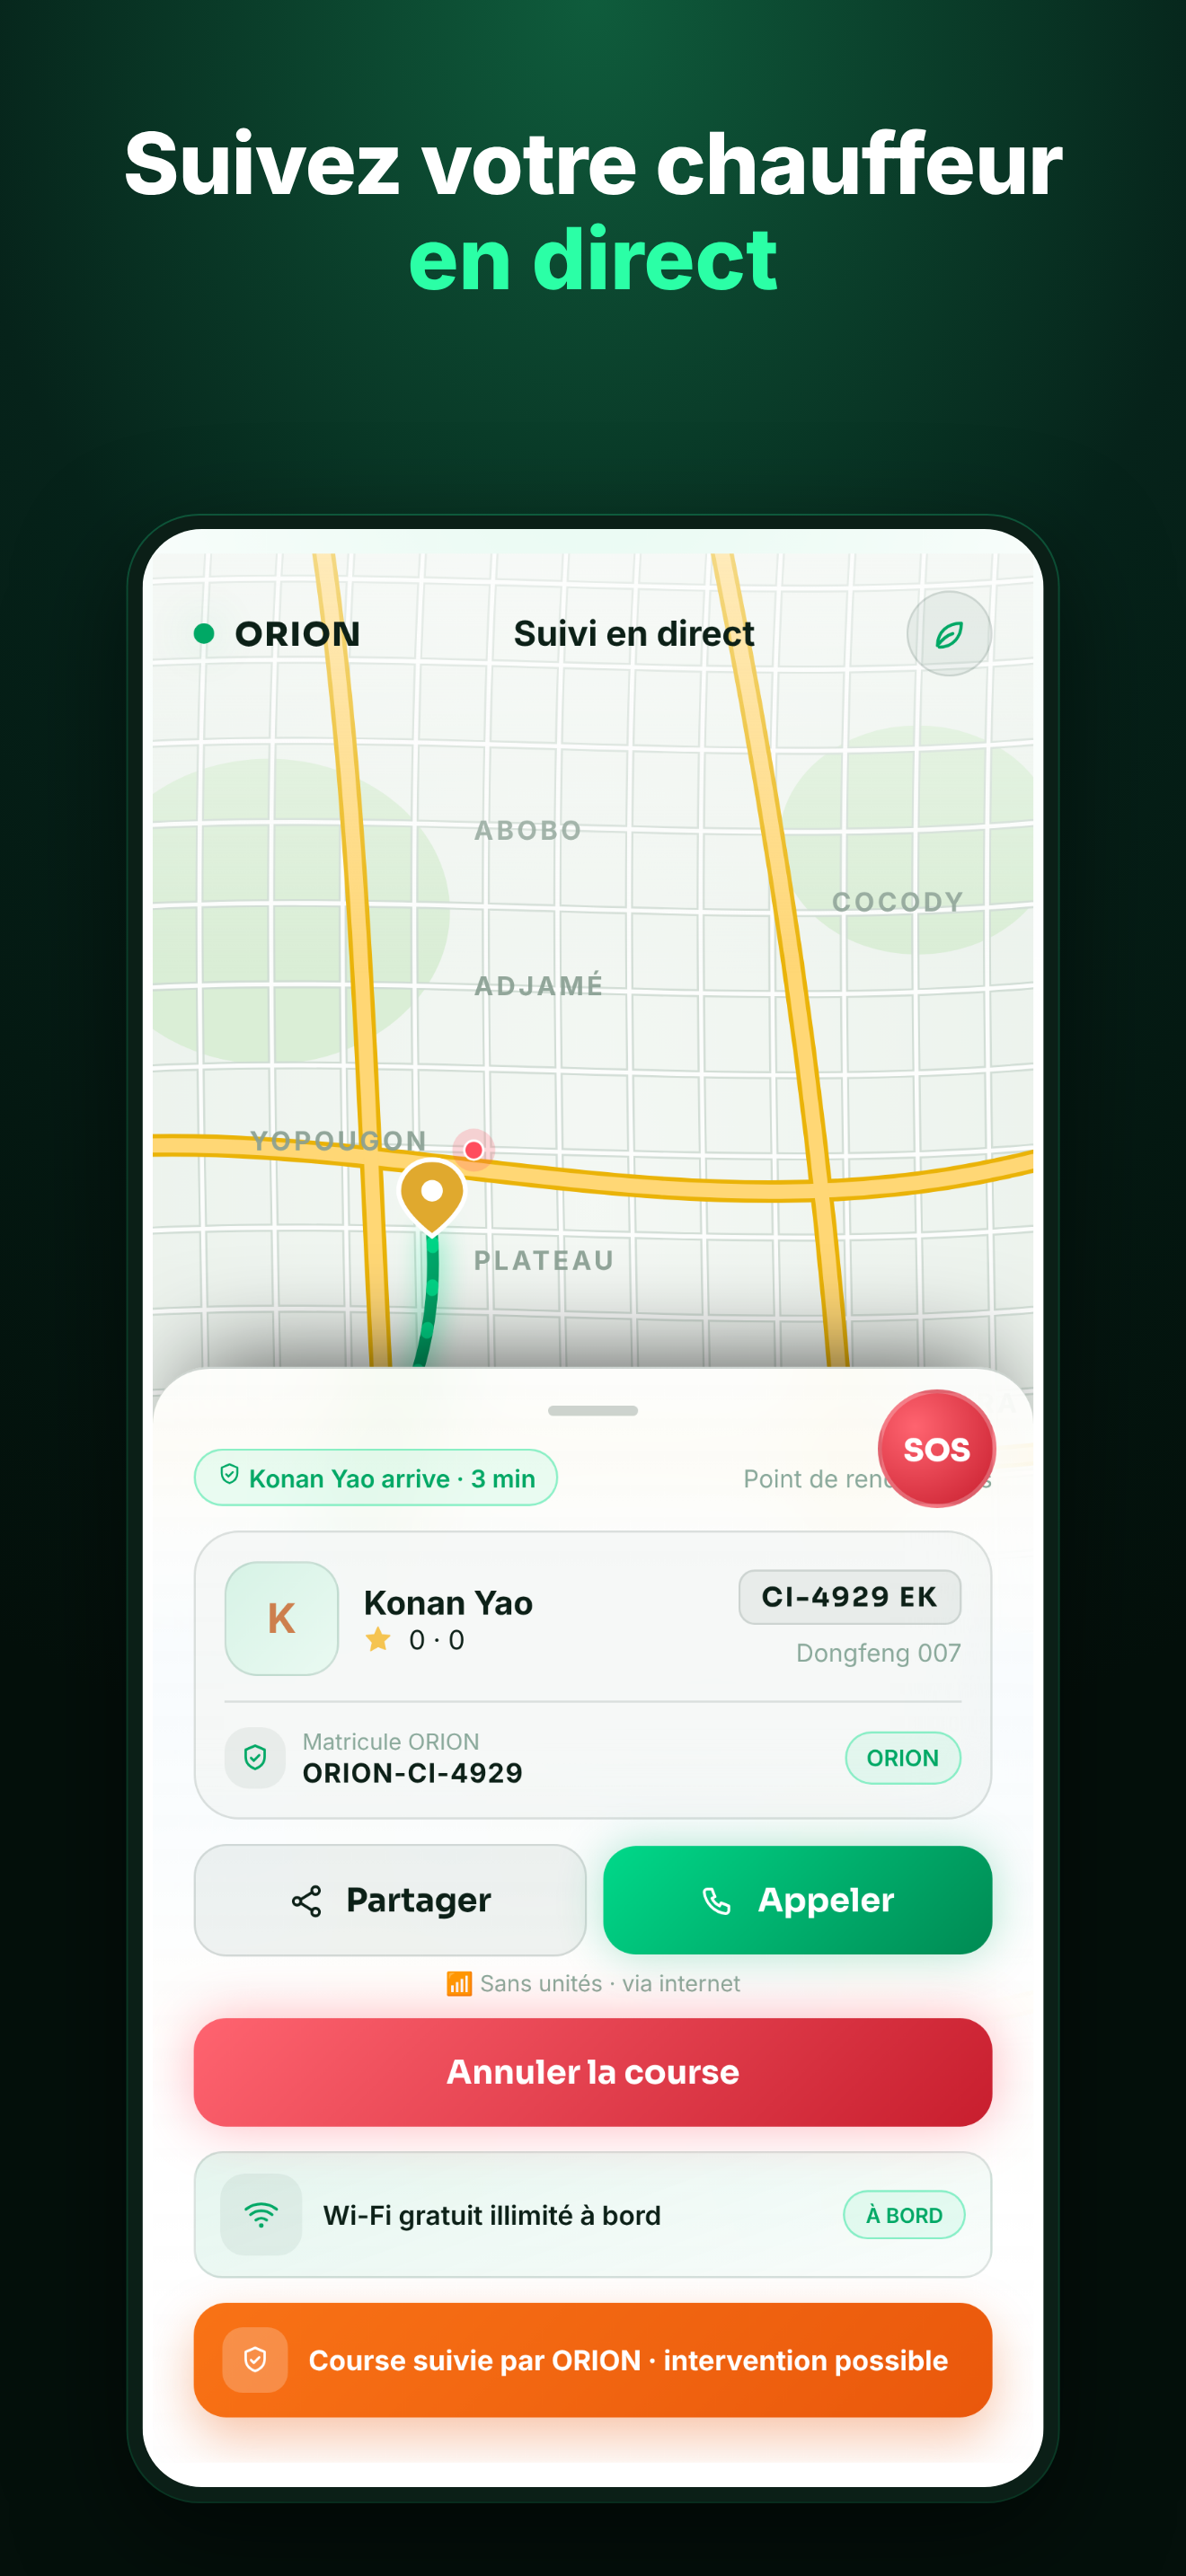 Suivez votre chauffeur
en direct
ORION
Suivi en direct
ABOBO
COCODY
ADJAMÉ
YOPOUGON
PLATEAU
SOS
Konan Yao arrive · 3 min
Point de
K
Konan Yao
CI-4929 EK
⭐ 0 · 0
Dongfeng 007
Matricule ORION
ORION-CI-4929
ORION
Partager
Appeler
📶 Sans unités · via internet
Annuler la course
Wi-Fi gratuit illimité à bord
À BORD
Course suivie par ORION · intervention possible